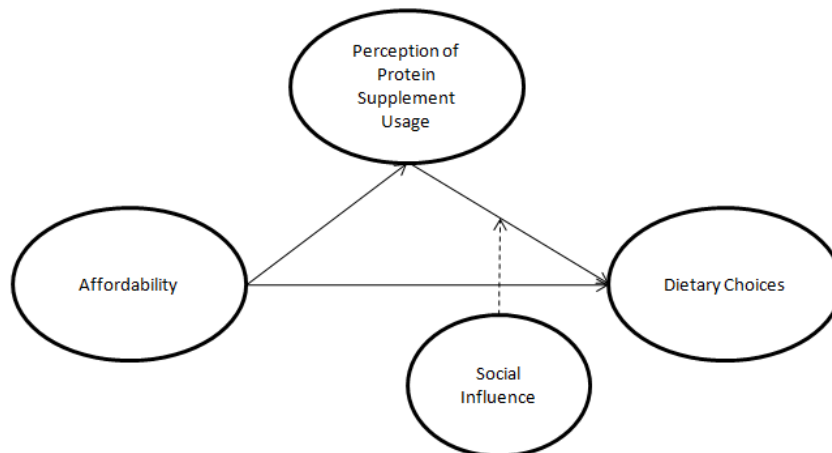 Perception of
Protein
Supplement
Usage
Affordability
Dietary Choices
Social
Influence